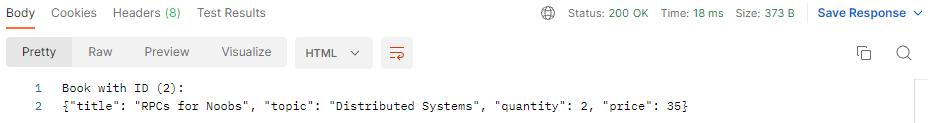 Body Cookies Headers (8) Test Results Status: 200 OK Time: 18 ms Size: 373 B Save Response
Pretty Raw Preview Visualize HTML
1 Book with ID (2):
2 {"title": "RPCs for Noobs", "topic": "Distributed Systems", "quantity": 2, "price": 35}